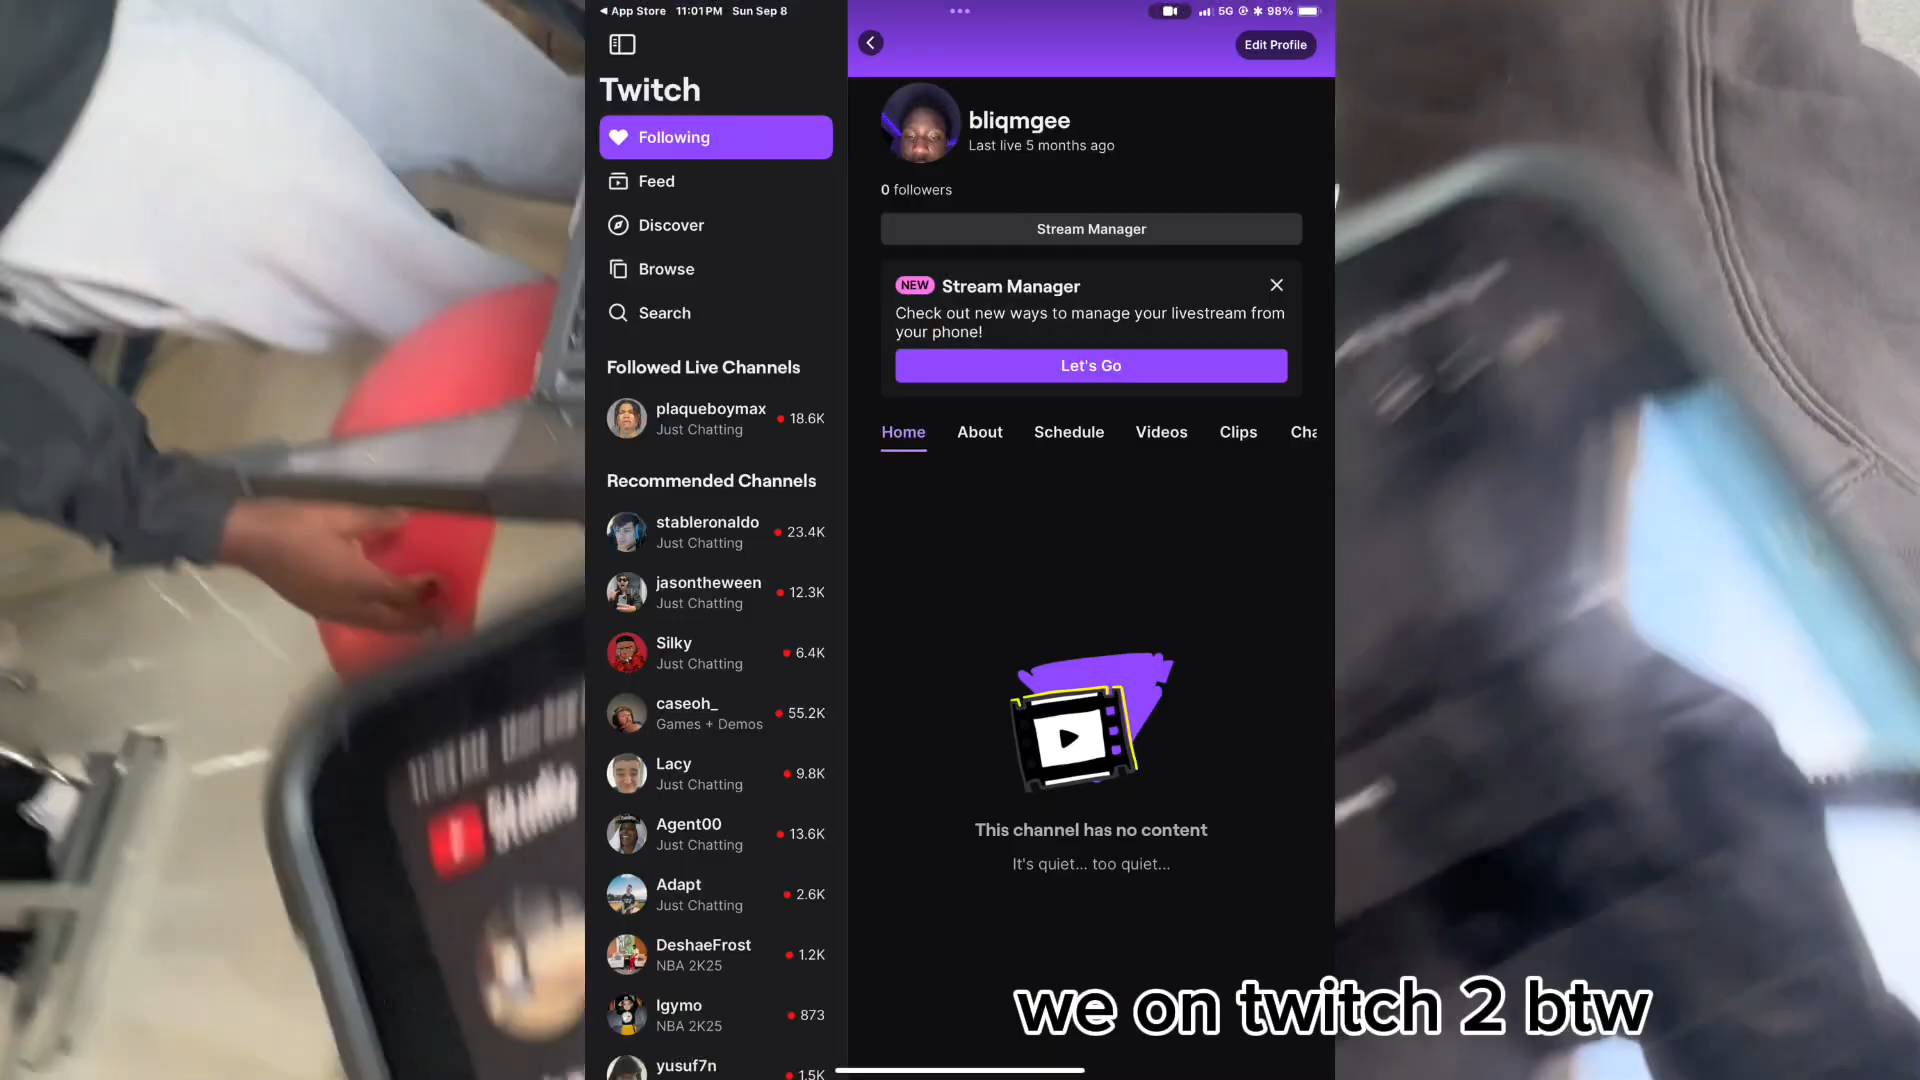 App Store 11:01 PM Sun Sep 8
5G 98%
Edit Profile
Twitch
Following
Feed
Discover
Browse
Search
Followed Live Channels
plaqueboymax
Just Chatting
18.6K
Recommended Channels
stableronaldo
Just Chatting
23.4K
jasontheween
Just Chatting
12.3K
Silky
Just Chatting
6.4K
caseoh_
Games + Demos
55.2K
Lacy
Just Chatting
9.8K
Agent00
Just Chatting
13.6K
Adapt
Just Chatting
2.6K
DeshaeFrost
NBA 2K25
1.2K
Igymo
NBA 2K25
873
yusuf7n
1.5K
bliqmgee
Last live 5 months ago
0 followers
Stream Manager
NEW Stream Manager
Check out new ways to manage your livestream from
your phone!
Let's Go
Home About Schedule Videos Clips Cha
This channel has no content
It's quiet... too quiet...
we on twitch 2 btw
Studio